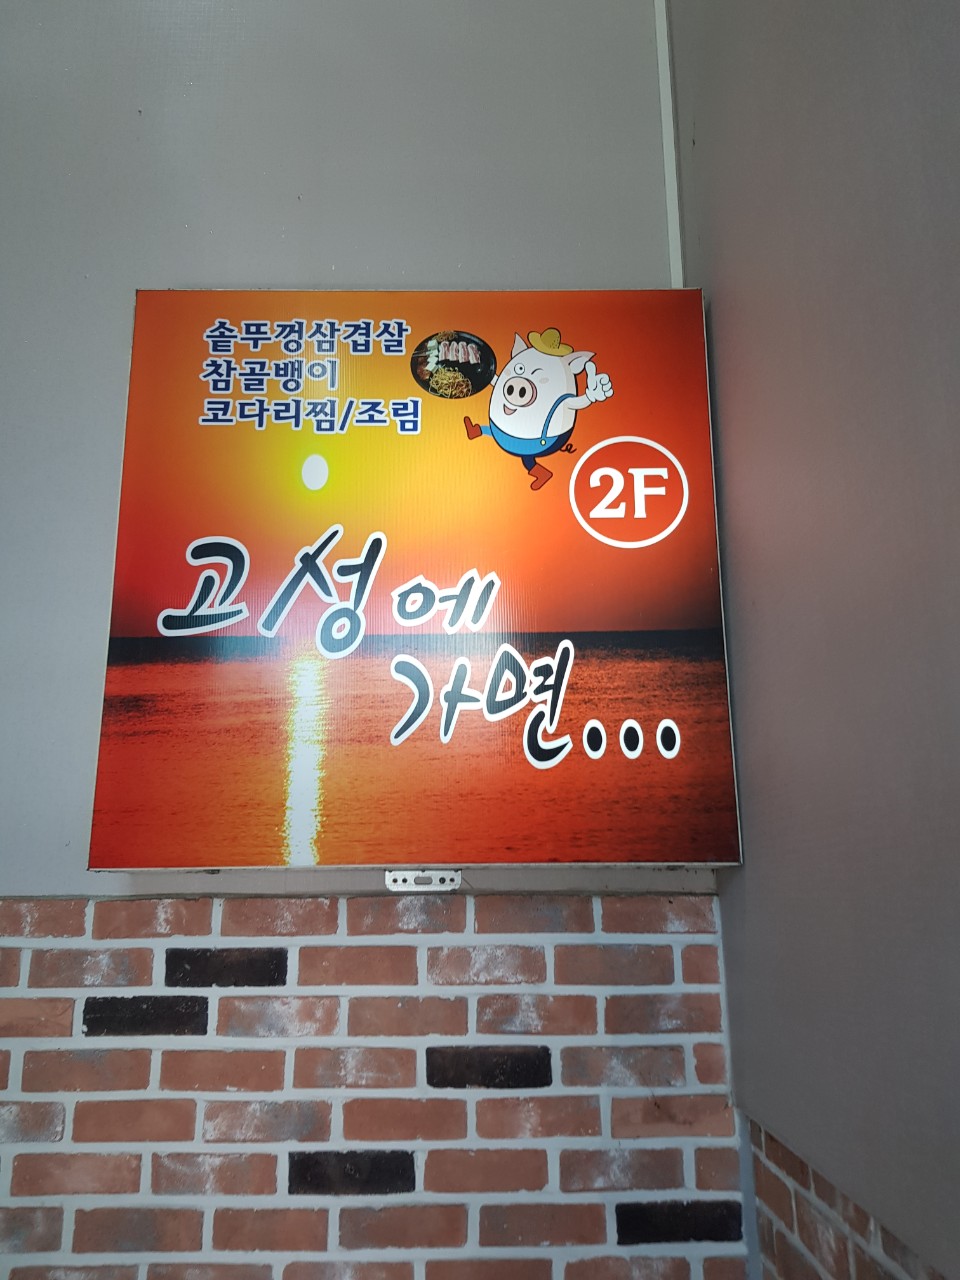 솥뚜껑삼겹살
참골뱅이
코다리찜/조림
2F
고성에
가면...